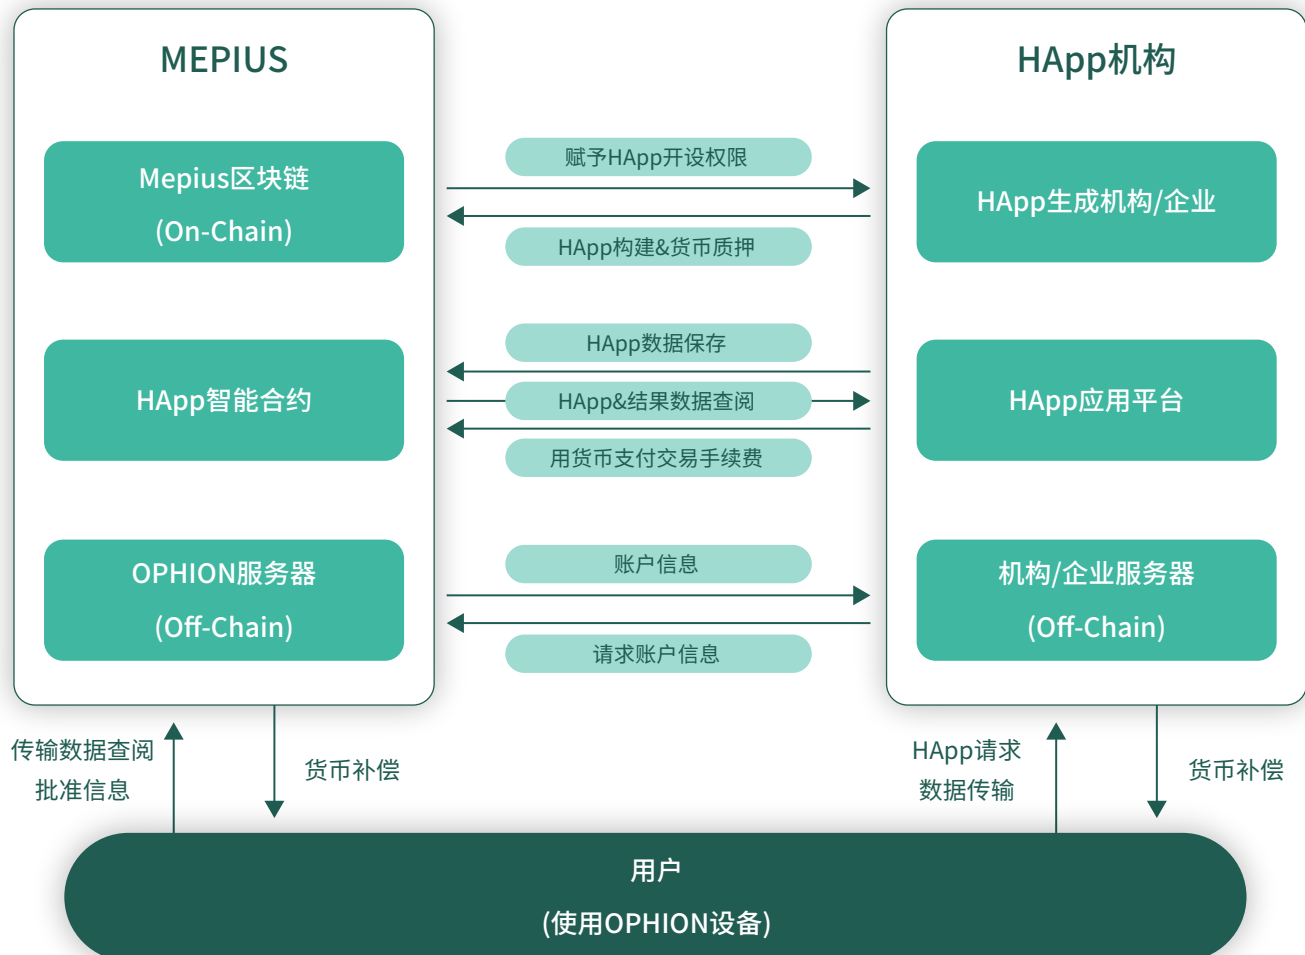 MEPIUS
Mepius区块链
(On-Chain)
HApp智能合约
OPHION服务器
(Off-Chain)
赋予HApp开设权限
HApp构建&货币质押
HApp数据保存
HApp&结果数据查阅
用货币支付交易手续费
账户信息
请求账户信息
HApp机构
HApp生成机构/企业
HApp应用平台
机构/企业服务器
(Off-Chain)
传输数据查阅
批准信息
货币补偿
HApp请求
数据传输
货币补偿
用户
(使用OPHION设备)